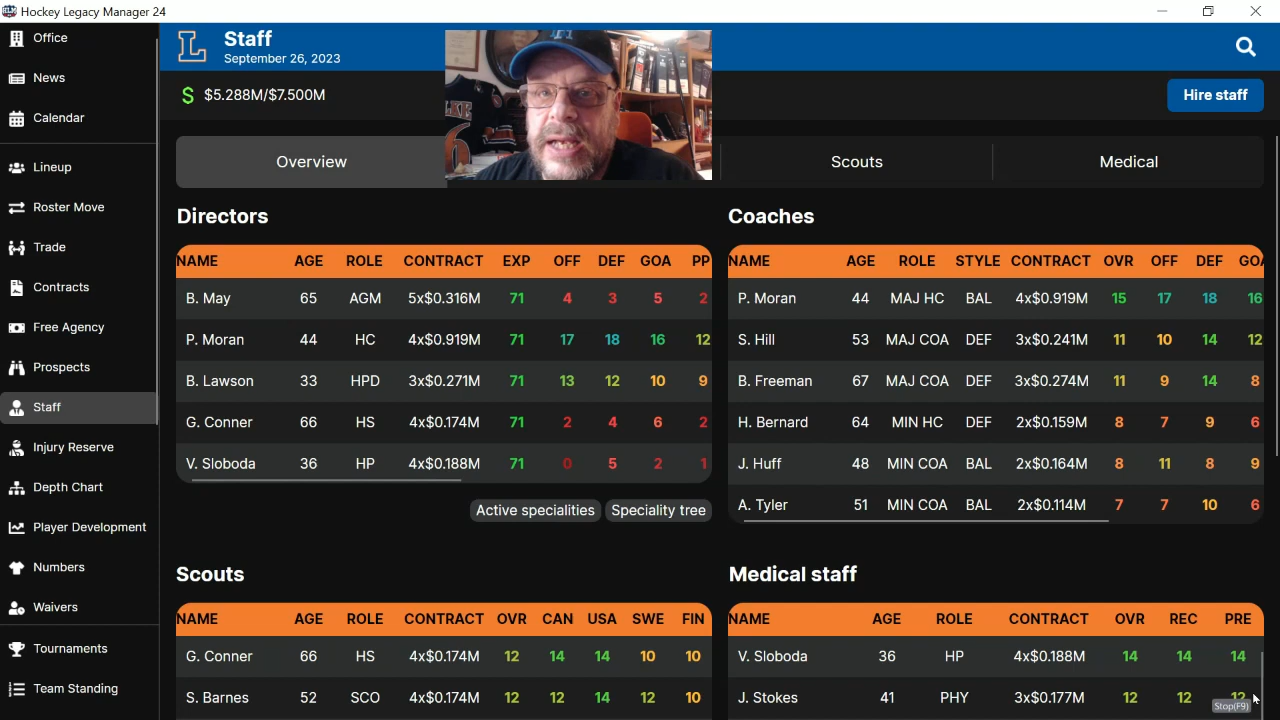 Hockey Legacy Manager 24
Office
News
Calendar
Lineup
Roster Move
Trade
Contracts
Free Agency
Prospects
Staff
Injury Reserve
Depth Chart
Player Development
Numbers
Waivers
Tournaments
Team Standing
L
Staff
September 26, 2023
$ $5.288M/$7.500M
Hire staff
Overview
Scouts
Medical
Directors
NAME AGE ROLE CONTRACT EXP OFF DEF GOA PP
B. May 65 AGM 5x$0.316M 71 4 3 5 2
P. Moran 44 HC 4x$0.919M 71 17 18 16 12
B. Lawson 33 HPD 3x$0.271M 71 13 12 10 9
G. Conner 66 HS 4x$0.174M 71 2 4 6 2
V. Sloboda 36 HP 4x$0.188M 71 0 5 2 1
Active specialities Speciality tree
Coaches
NAME AGE ROLE STYLE CONTRACT OVR OFF DEF GOA
P. Moran 44 MAJ HC BAL 4x$0.919M 15 17 18 16
S. Hill 53 MAJ COA DEF 3x$0.241M 11 10 14 12
B. Freeman 67 MAJ COA DEF 3x$0.274M 11 9 14 8
H. Bernard 64 MIN HC DEF 2x$0.159M 8 7 9 6
J. Huff 48 MIN COA BAL 2x$0.164M 8 11 8 9
A. Tyler 51 MIN COA BAL 2x$0.114M 7 7 10 6
Scouts
NAME AGE ROLE CONTRACT OVR CAN USA SWE FIN
G. Conner 66 HS 4x$0.174M 12 14 14 10 10
S. Barnes 52 SCO 4x$0.174M 12 12 14 12 10
Medical staff
NAME AGE ROLE CONTRACT OVR REC PRE
V. Sloboda 36 HP 4x$0.188M 14 14 14
J. Stokes 41 PHY 3x$0.177M 12 12 12
Stop(F9)